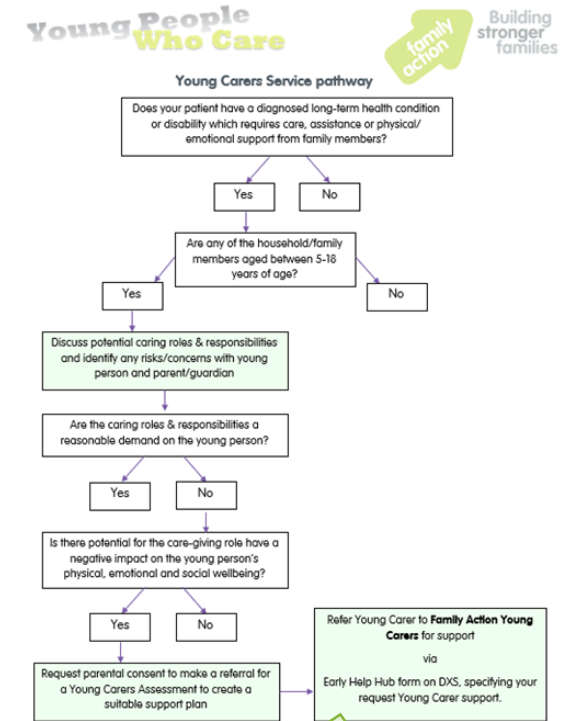 Young People
Who Care
family
action
Building
stronger
families
Young Carers Service pathway
Does your patient have a diagnosed long-term health condition
or disability which requires care, assistance or physical/
emotional support from family members?
Yes
No
Are any of the household/family
members aged between 5-18
years of age?
Yes
No
Discuss potential caring roles & responsibilities
and identify any risks/concerns with young
person and parent/guardian
Are the caring roles & responsibilities a
reasonable demand on the young person?
Yes
No
Is there potential for the care-giving role have a
negative impact on the young person's
physical, emotional and social wellbeing?
Yes
No
Request parental consent to make a referral for
a Young Carers Assessment to create a
suitable support plan
Refer Young Carer to Family Action Young
Carers for support
via
Early Help Hub form on DXS, specifying your
request Young Carer support.